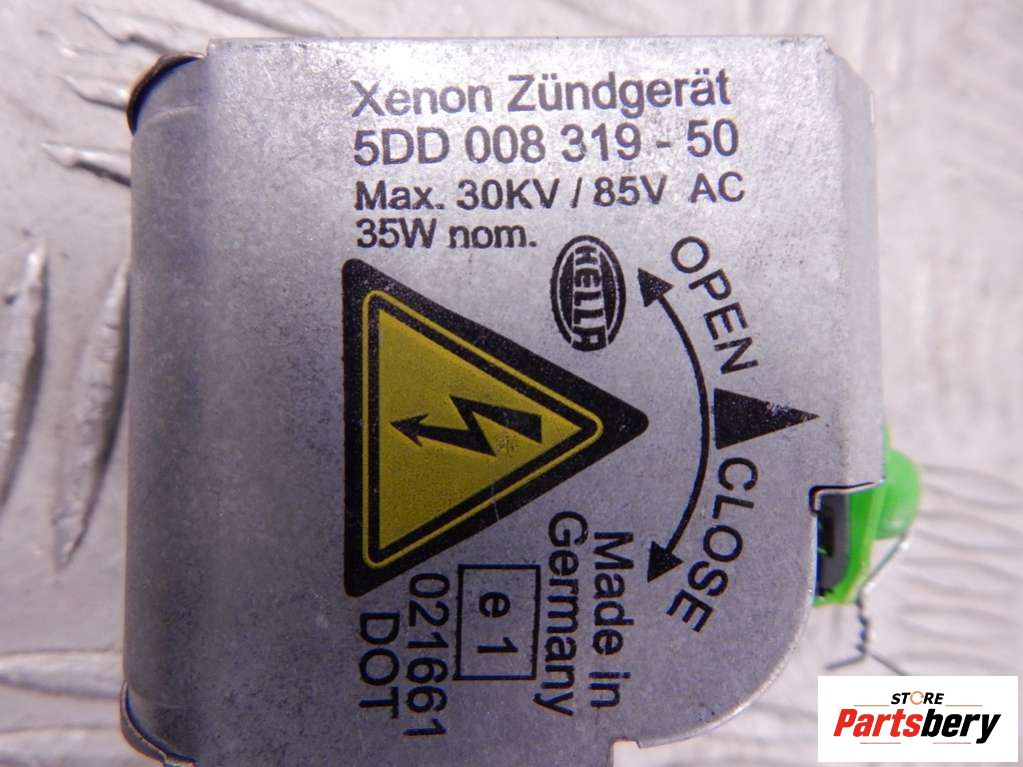 Xenon Zündgerät
5DD 008 319 - 50
Max. 30KV / 85V AC
35W nom.
HELLA
OPEN
CLOSE
Made in
Germany
e1
021661
DOT
STORE
Partsbery